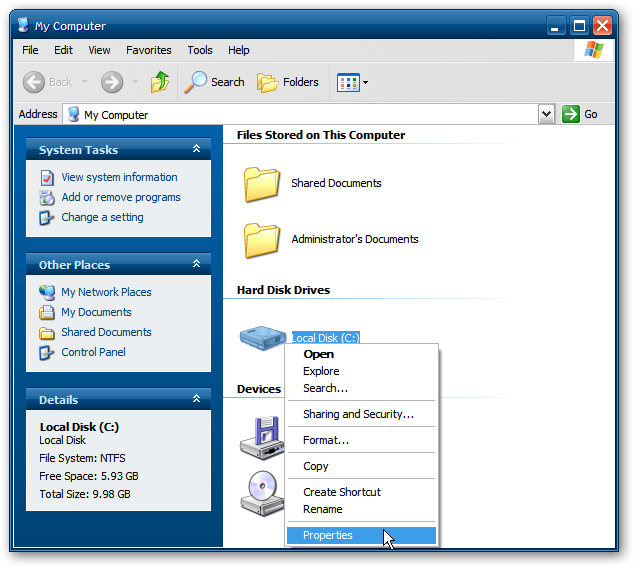 My Computer
File Edit View Favorites Tools Help
Back Search Folders
Address My Computer Go
System Tasks
View system information
Add or remove programs
Change a setting
Other Places
My Network Places
My Documents
Shared Documents
Control Panel
Details
Local Disk (C:)
Local Disk
File System: NTFS
Free Space: 5.93 GB
Total Size: 9.98 GB
Files Stored on This Computer
Shared Documents
Administrator's Documents
Hard Disk Drives
Local Disk (C:)
Devices
Open
Explore
Search...
Sharing and Security...
Format...
Copy
Create Shortcut
Rename
Properties